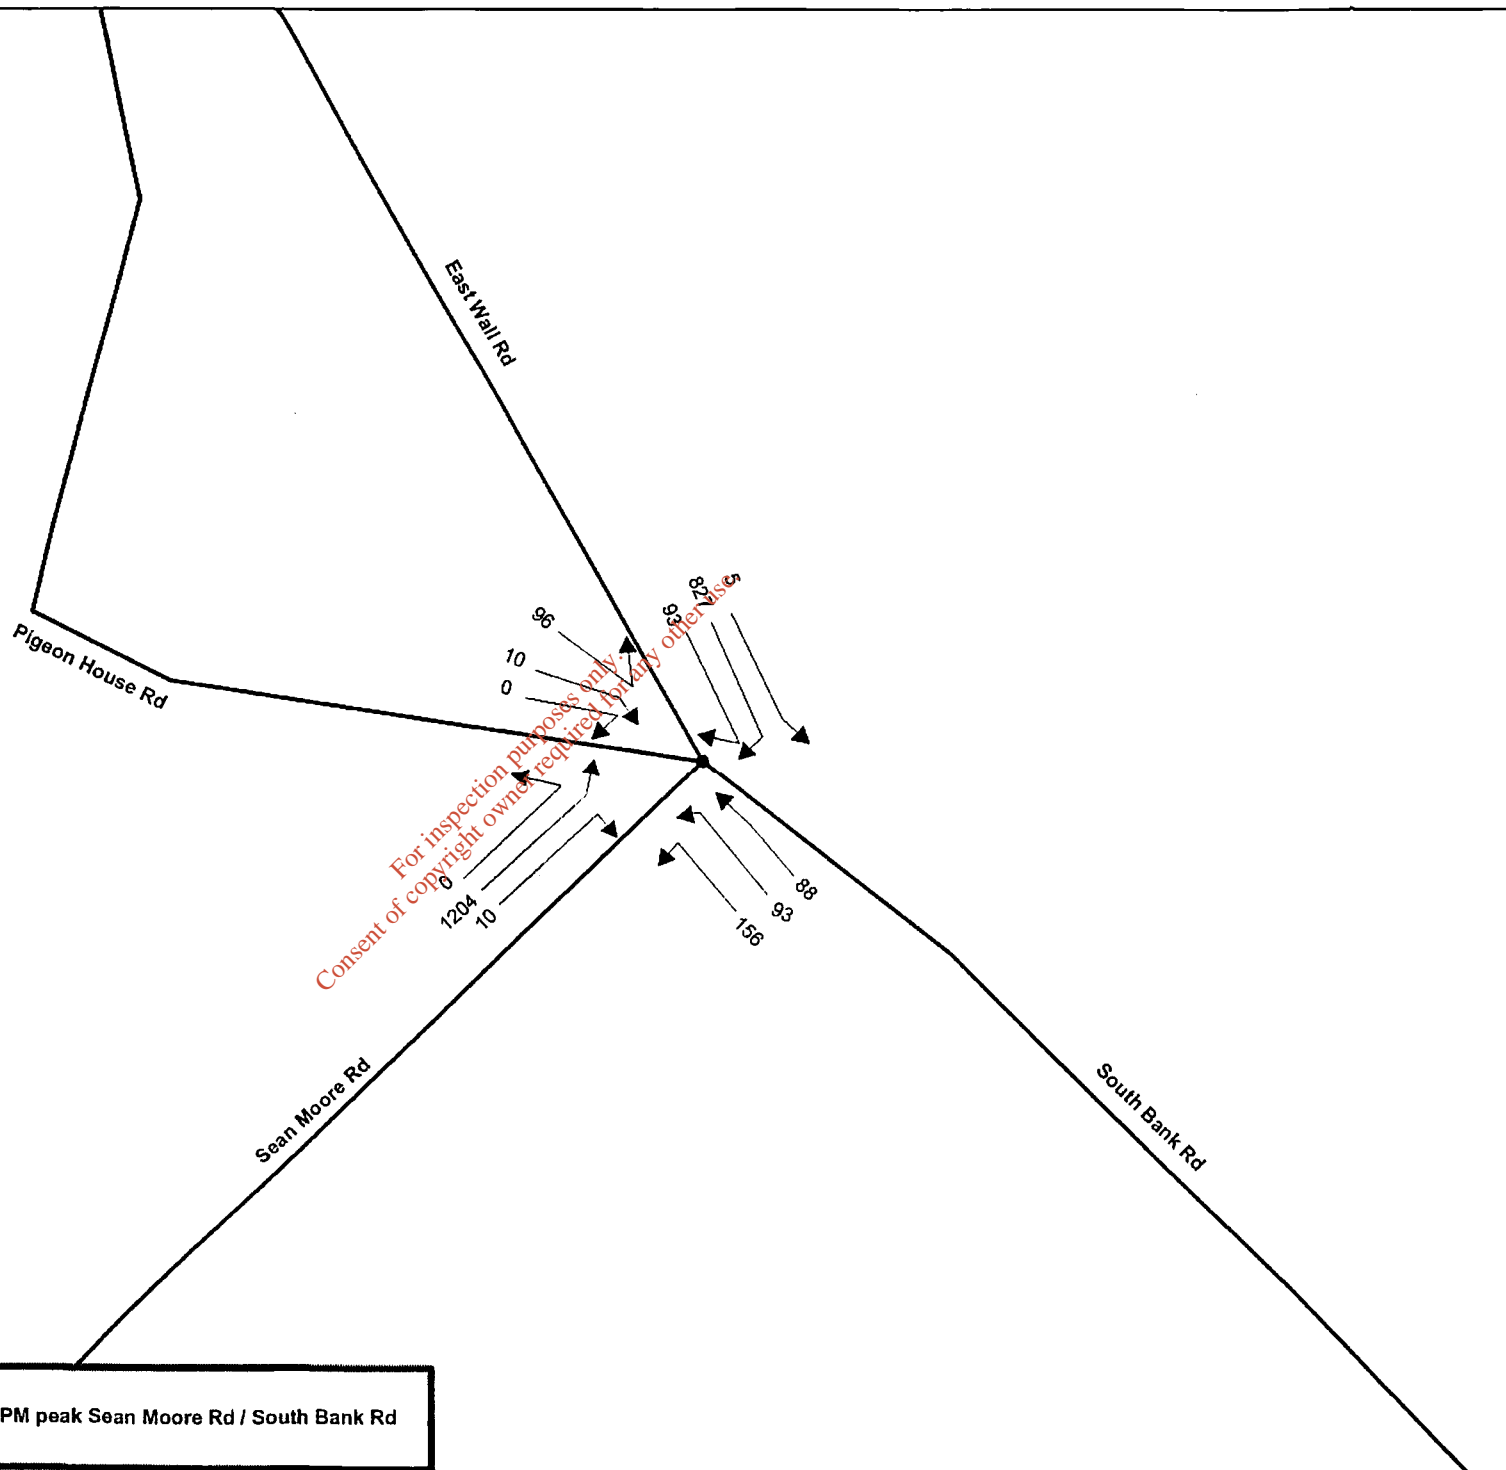 East Wall Rd
Pigeon House Rd
96
10
0
93
827
5
0
1204
10
88
93
156
For inspection purposes only.
Consent of copyright owner required for any other use.
Sean Moore Rd
South Bank Rd
PM peak Sean Moore Rd / South Bank Rd